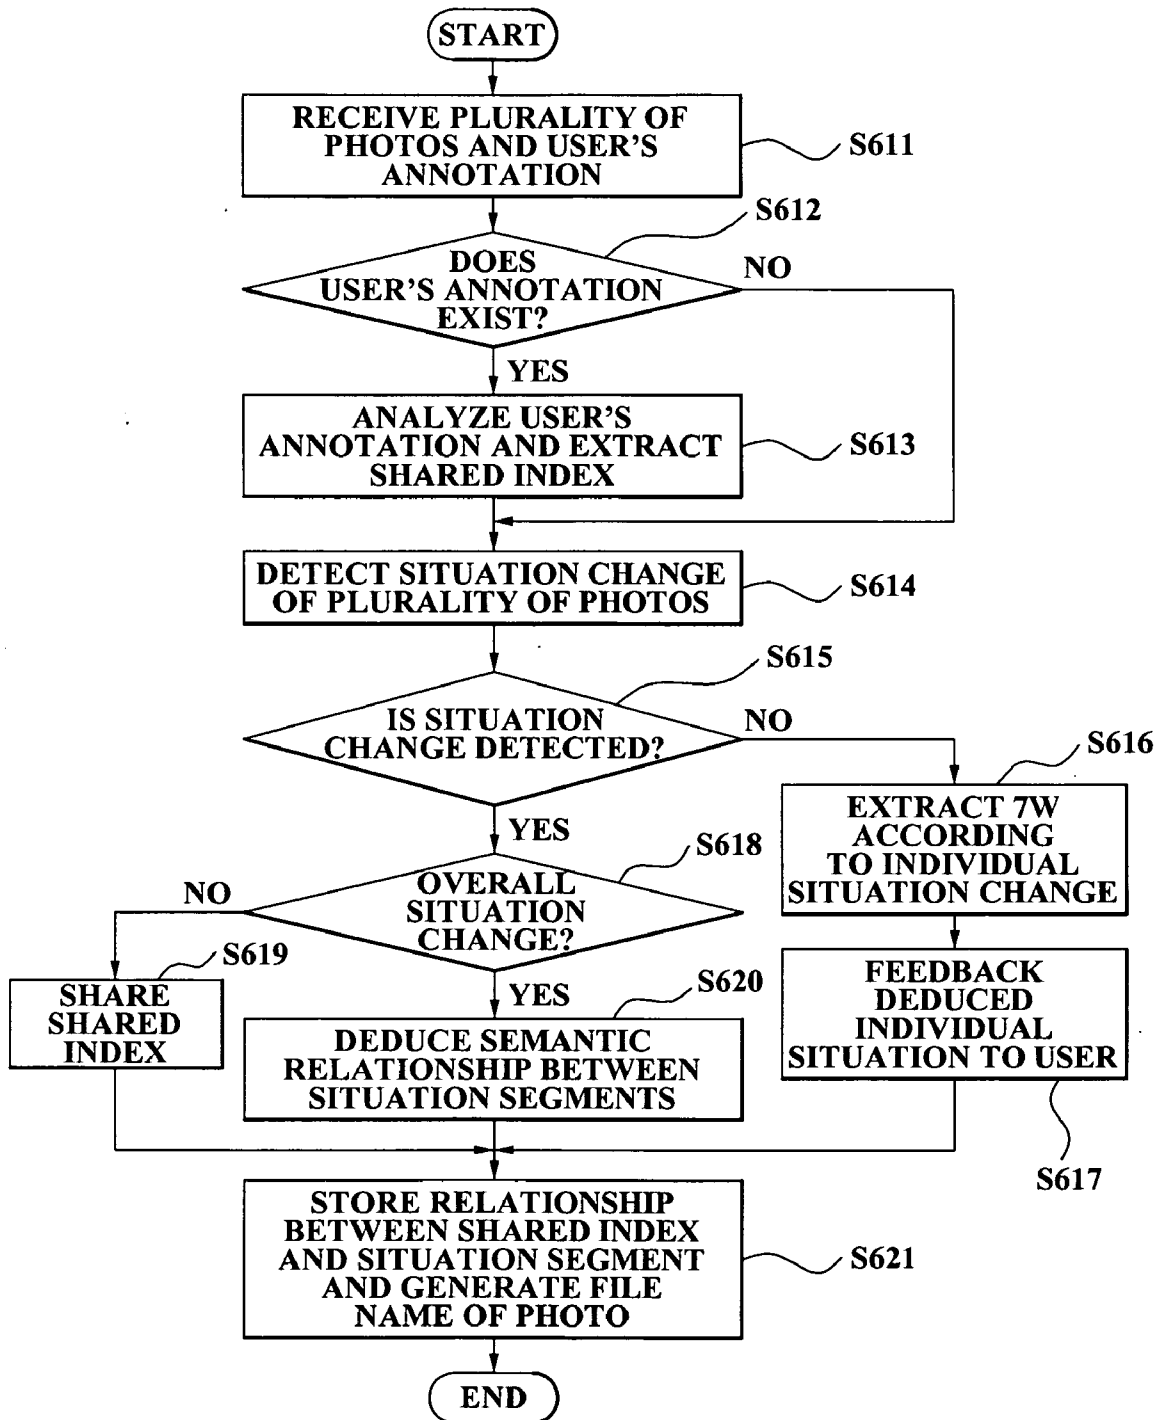 START
RECEIVE PLURALITY OF
PHOTOS AND USER'S
ANNOTATION
S611
S612
DOES
USER'S ANNOTATION
EXIST?
NO
YES
ANALYZE USER'S
ANNOTATION AND EXTRACT
SHARED INDEX
S613
DETECT SITUATION CHANGE
OF PLURALITY OF PHOTOS
S614
S615
IS SITUATION
CHANGE DETECTED?
NO
S616
EXTRACT 7W
ACCORDING
TO INDIVIDUAL
SITUATION CHANGE
YES
S618
OVERALL
SITUATION
CHANGE?
NO
S619
SHARE
SHARED
INDEX
YES
S620
DEDUCE SEMANTIC
RELATIONSHIP BETWEEN
SITUATION SEGMENTS
FEEDBACK
DEDUCED
INDIVIDUAL
SITUATION TO USER
S617
STORE RELATIONSHIP
BETWEEN SHARED INDEX
AND SITUATION SEGMENT
AND GENERATE FILE
NAME OF PHOTO
S621
END